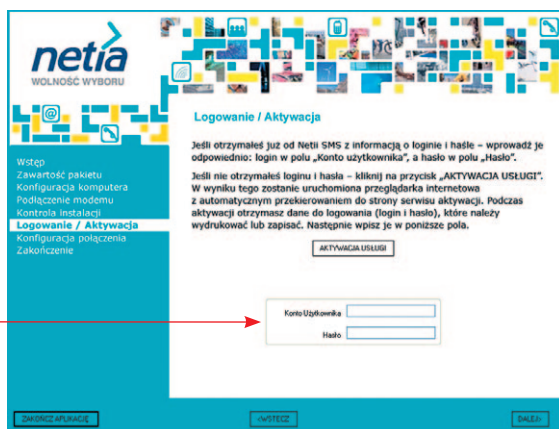 netia
WOLNOŚĆ WYBORU
Wstęp
Zawartość pakietu
Konfiguracja komputera
Podłączenie modemu
Kontrola Instalacji
Logowanie / Aktywacja
Konfiguracja połączenia
Zakończenie
Logowanie / Aktywacja
Jeśli otrzymałeś już od Netii SMS z informacją o loginie i haśle – wprowadź je
odpowiednio: login w polu „Konto użytkownika”, a hasło w polu „Hasło”.
Jeśli nie otrzymałeś loginu i hasła – kliknij na przycisk „AKTYWACJA USŁUGI”.
W wyniku tego zostanie uruchomiona przeglądarka internetowa
z automatycznym przekierowaniem do strony serwisu aktywacji. Podczas
aktywacji otrzymasz dane do logowania (login i hasło), które należy
wydrukować lub zapisać. Następnie wpisz je w poniższe pola.
AKTYWACJA USŁUGI
Konto Użytkownika
Hasło
ZAKOŃCZ APLIKACJĘ
<WSTECZ
DALEJ>